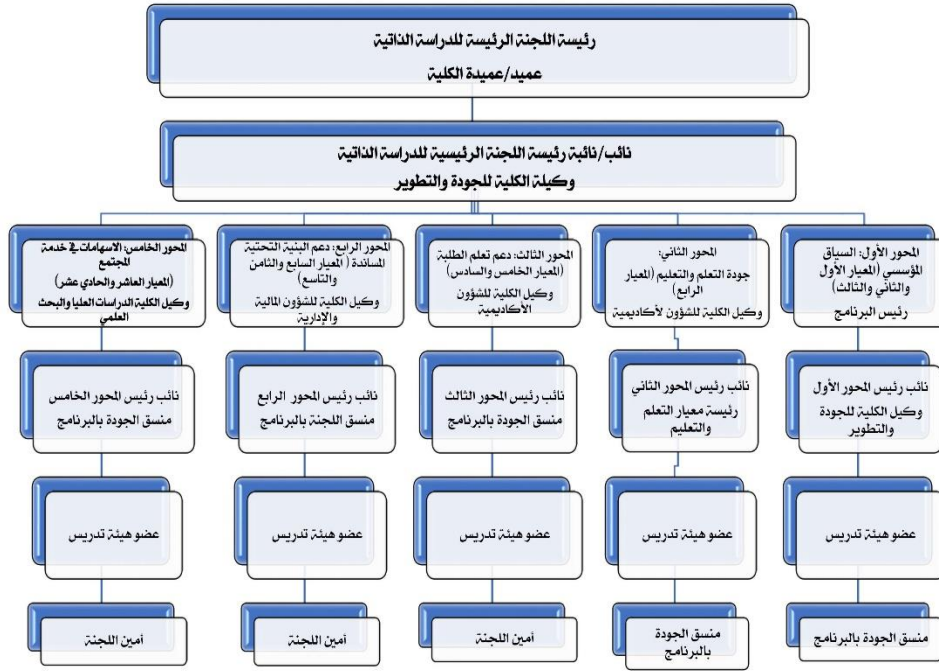 رئيسة اللجنة الرئيسة للدراسة الذاتية
عميد/عميدة الكلية
نائب/نائبة رئيسة اللجنة الرئيسية للدراسة الذاتية
وكيلة الكلية للجودة والتطوير
المحور الأول: السياق
المؤسسي (المعيار الأول
والثاني والثالث)
رئيس البرنامج
المحور الثاني:
جودة التعلم والتعليم (المعيار
الرابع)
وكيل الكلية للشؤون لأكاديمية
المحور الثالث: دعم تعلم الطلبة
(المعيار الخامس والسادس)
وكيل الكلية للشؤون
الأكاديمية
المحور الرابع: دعم البنية التحتية
المساندة ( المعيار السابع والثامن
والتاسع)
وكيل الكلية للشؤون المالية
والإدارية
المحور الخامس: الاسهامات في خدمة
المجتمع
(المعيار العاشر والحادي عشر)
وكيل الكلية الدراسات العليا والبحث
العلمي
نائب رئيس المحور الأول
وكيل الكلية للجودة
والتطوير
نائب رئيس المحور الثاني
رئيسة معيار التعلم
والتعليم
نائب رئيس المحور الثالث
منسق الجودة بالبرنامج
نائب رئيس المحور الرابع
منسق اللجنة بالبرنامج
نائب رئيس المحور الخامس
منسق الجودة بالبرنامج
عضو هيئة تدريس
عضو هيئة تدريس
عضو هيئة تدريس
عضو هيئة تدريس
عضو هيئة تدريس
منسق الجودة بالبرنامج
منسق الجودة
بالبرنامج
أمين اللجنة
أمين اللجنة
أمين اللجنة